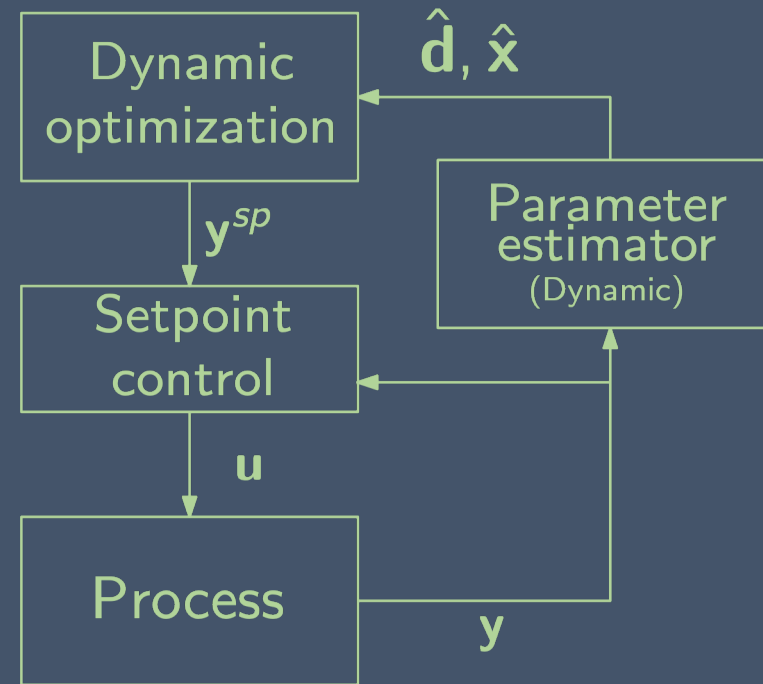 Dynamic
optimization
d̂, x̂
y^sp
Parameter
estimator
(Dynamic)
Setpoint
control
u
Process
y